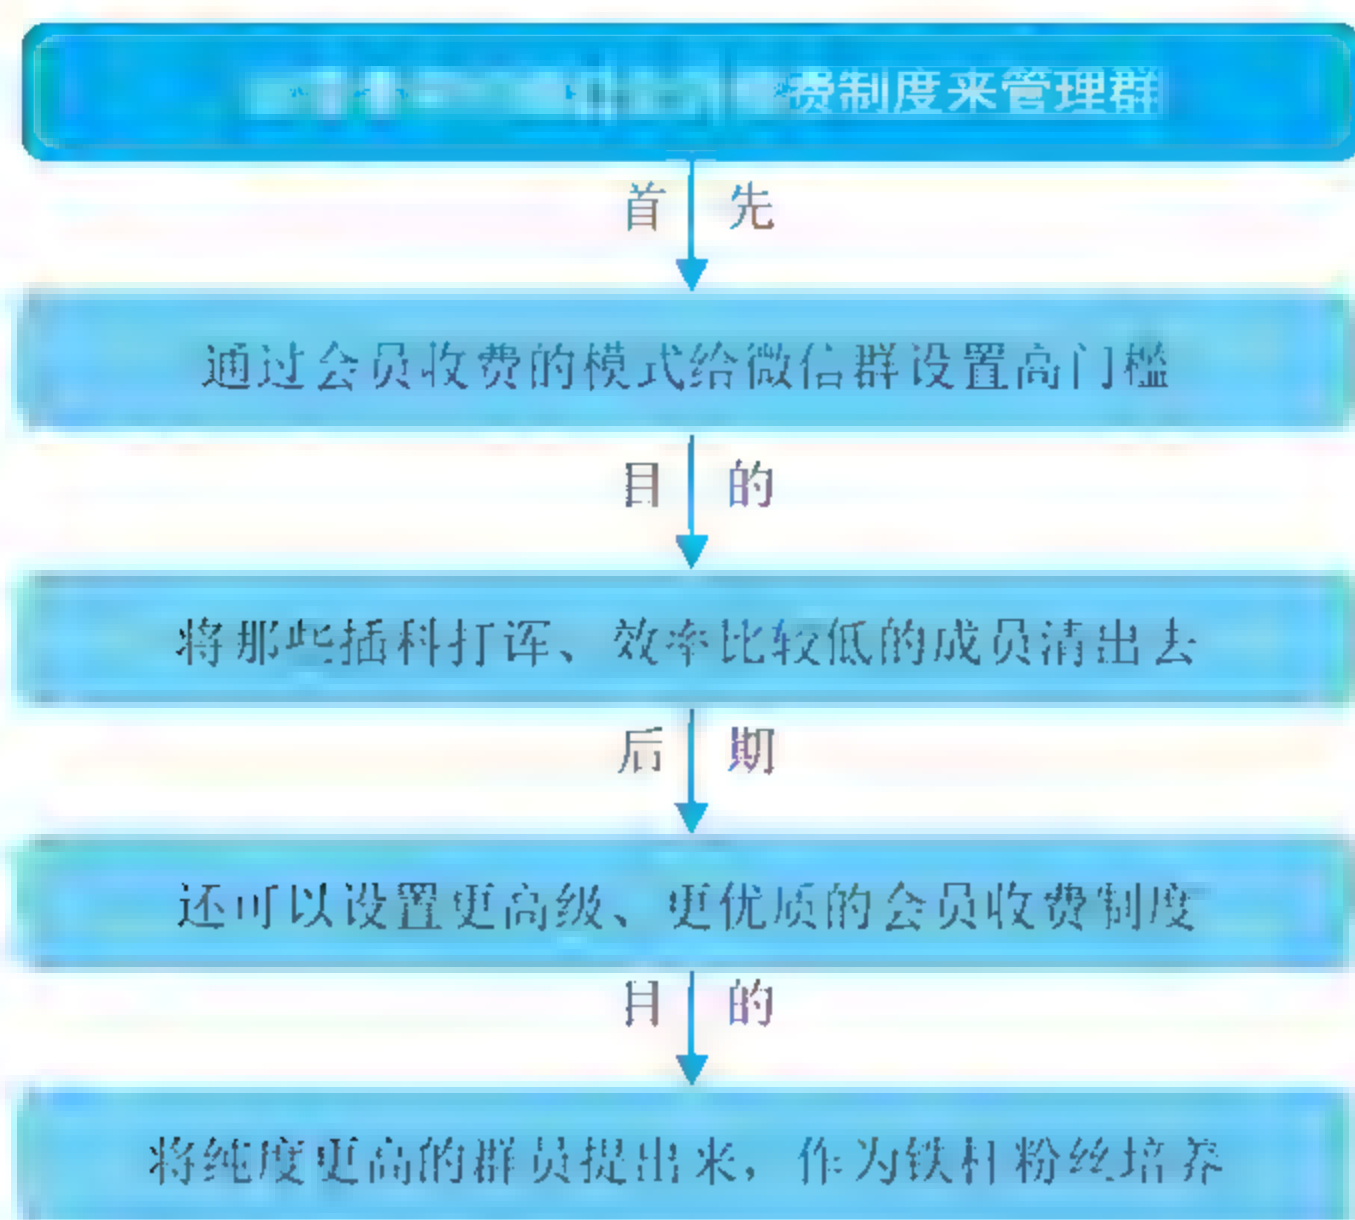 费制度来管理群
首先
通过会员收费的模式给微信群设置高门槛
目的
将那些插科打诨、效率比较低的成员清出去
后期
还可以设置更高级、更优质的会员收费制度
目的
将纯度更高的群员提出来，作为铁杆粉丝培养